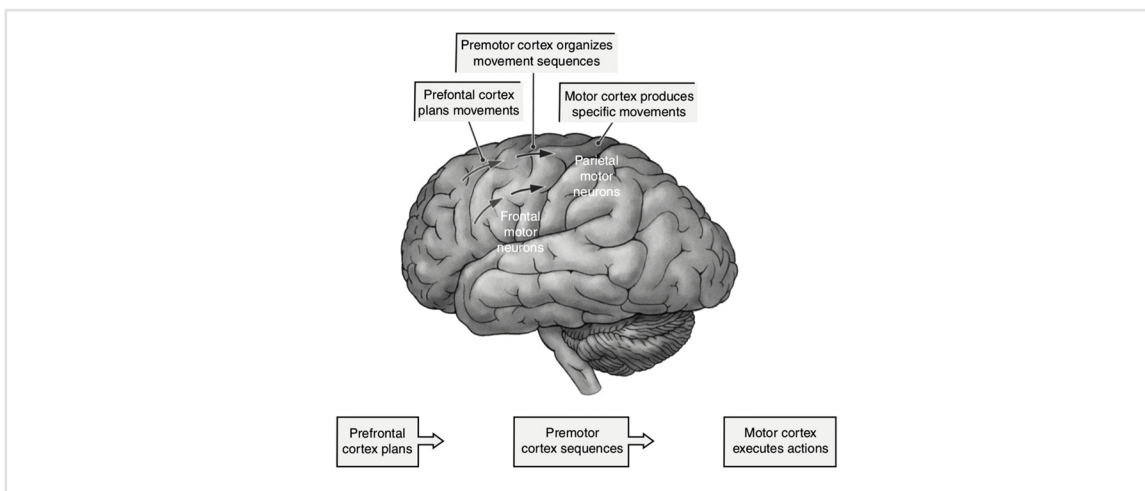 Premotor cortex organizes
movement sequences
Prefontal cortex
plans movements
Motor cortex produces
specific movements
Parietal
motor
neurons
Frontal
motor
neurons
Prefrontal
cortex plans
Premotor
cortex sequences
Motor cortex
executes actions